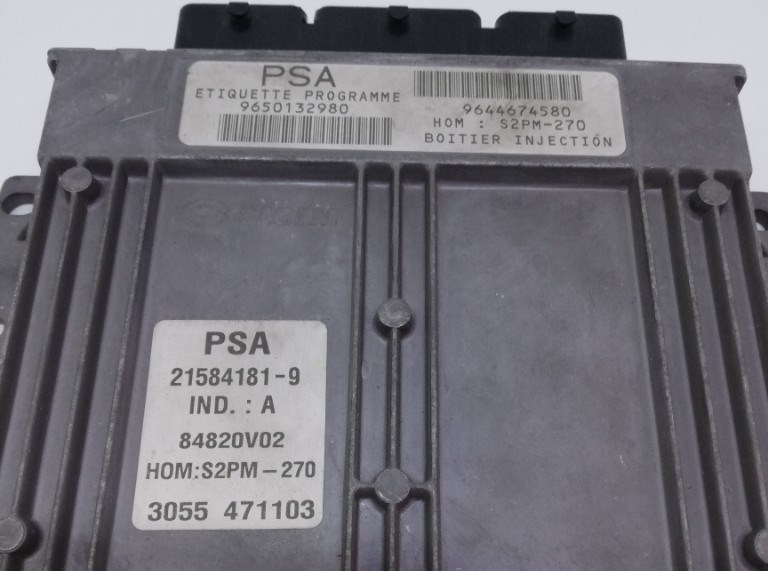 PSA
ETIQUETTE PROGRAMME
9650132980
9644674580
HOM : S2PM-270
BOITIER INJECTION
PSA
21584181-9
IND. : A
84820V02
HOM:S2PM-270
3055 471103